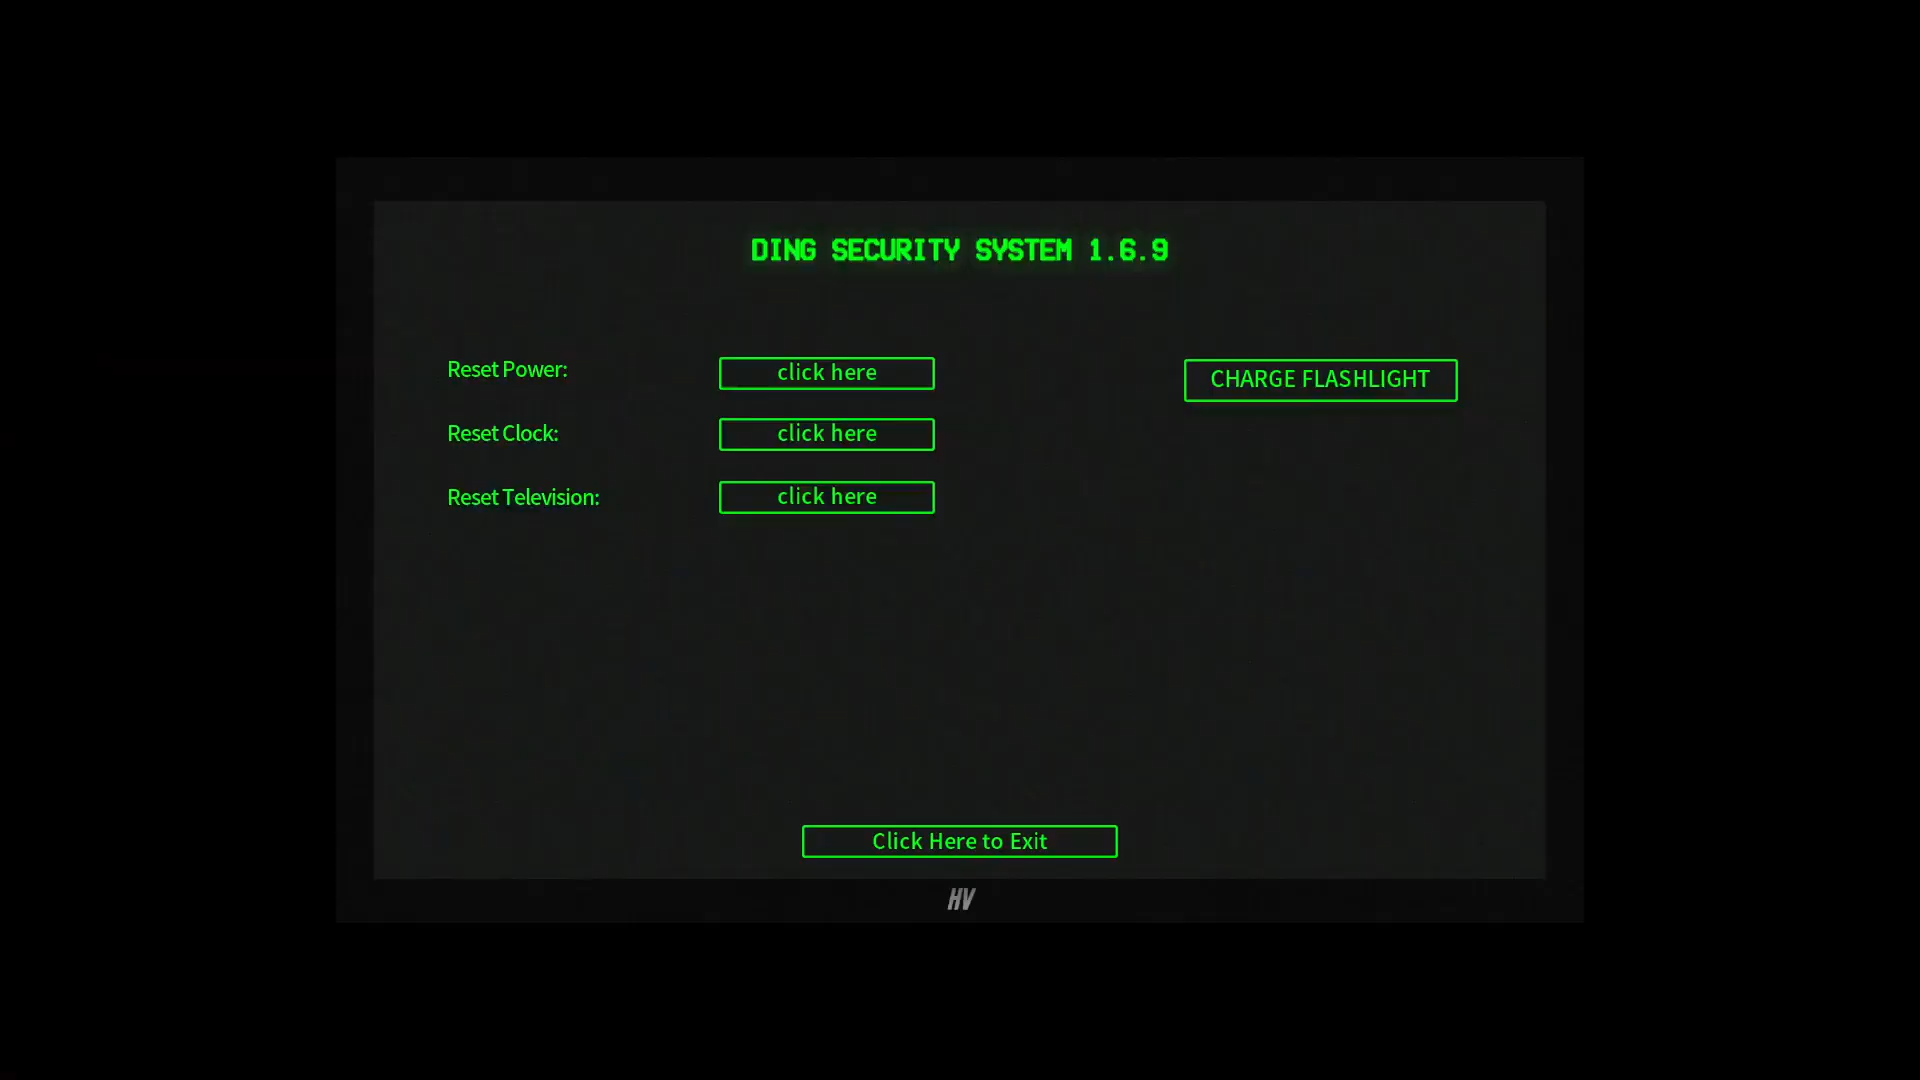 DING SECURITY SYSTEM 1.6.9
Reset Power: click here
CHARGE FLASHLIGHT
Reset Clock: click here
Reset Television: click here
Click Here to Exit
HV